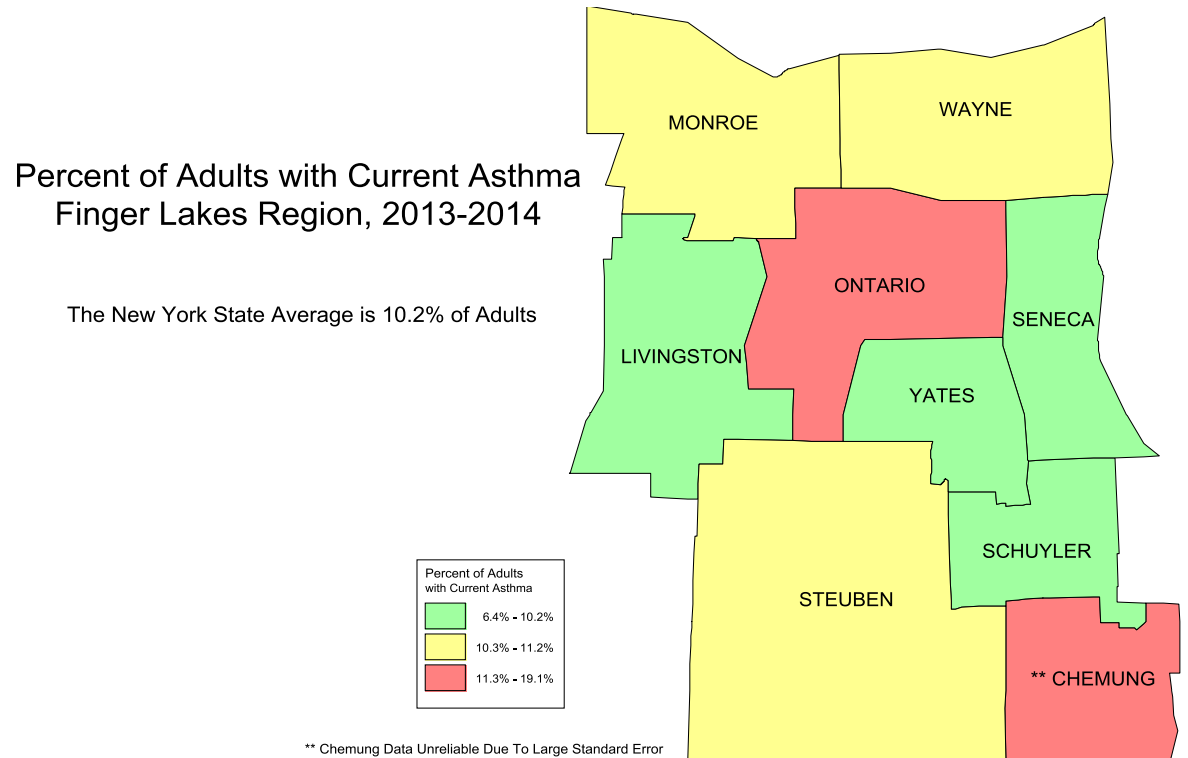 Percent of Adults with Current Asthma
Finger Lakes Region, 2013-2014
The New York State Average is 10.2% of Adults
MONROE
WAYNE
ONTARIO
SENECA
LIVINGSTON
YATES
SCHUYLER
STEUBEN
** CHEMUNG
Percent of Adults
with Current Asthma
6.4% - 10.2%
10.3% - 11.2%
11.3% - 19.1%
** Chemung Data Unreliable Due To Large Standard Error